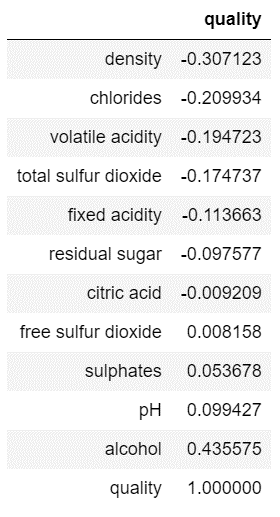 quality
density -0.307123
chlorides -0.209934
volatile acidity -0.194723
total sulfur dioxide -0.174737
fixed acidity -0.113663
residual sugar -0.097577
citric acid -0.009209
free sulfur dioxide 0.008158
sulphates 0.053678
pH 0.099427
alcohol 0.435575
quality 1.000000